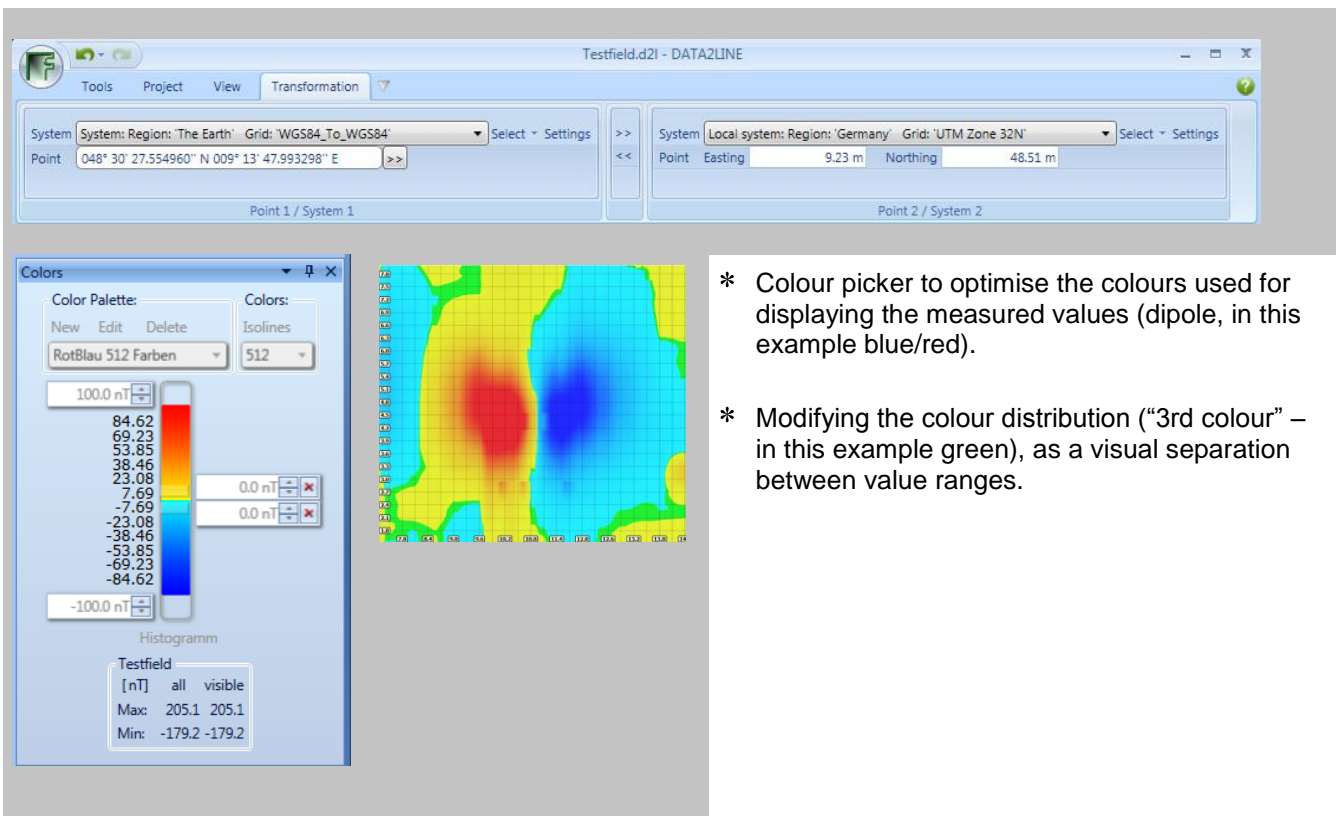 Testfield.d2l - DATA2LINE
Tools Project View Transformation
System System: Region: 'The Earth' Grid: 'WGS84_To_WGS84' Select Settings
Point 048° 30' 27.554960'' N 009° 13' 47.993298'' E >>
Point 1 / System 1
>>
<<
System Local system: Region: 'Germany' Grid: 'UTM Zone 32N' Select Settings
Point Easting 9.23 m Northing 48.51 m
Point 2 / System 2
Colors
Color Palette: Colors:
New Edit Delete Isolines
RotBlau 512 Farben 512
100.0 nT
84.62
69.23
53.85
38.46
23.08
7.69
-7.69
-23.08
-38.46
-53.85
-69.23
-84.62
0.0 nT
0.0 nT
-100.0 nT
Histogramm
Testfield
[nT] all visible
Max: 205.1 205.1
Min: -179.2 -179.2
* Colour picker to optimise the colours used for
displaying the measured values (dipole, in this
example blue/red).
* Modifying the colour distribution (“3rd colour” –
in this example green), as a visual separation
between value ranges.